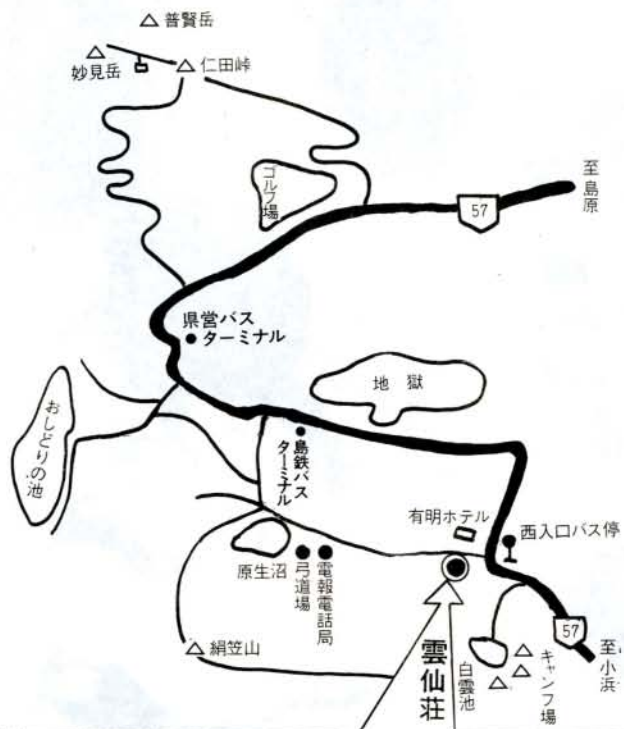 普賢岳
妙見岳
仁田峠
ゴルフ場
57
至島原
県営バス
ターミナル
地獄
おしどりの池
島鉄バス
ターミナル
有明ホテル
西入口バス停
原生沼
弓道場
電報電話局
絹笠山
雲仙荘
白雲池
キャンプ場
57
至小浜